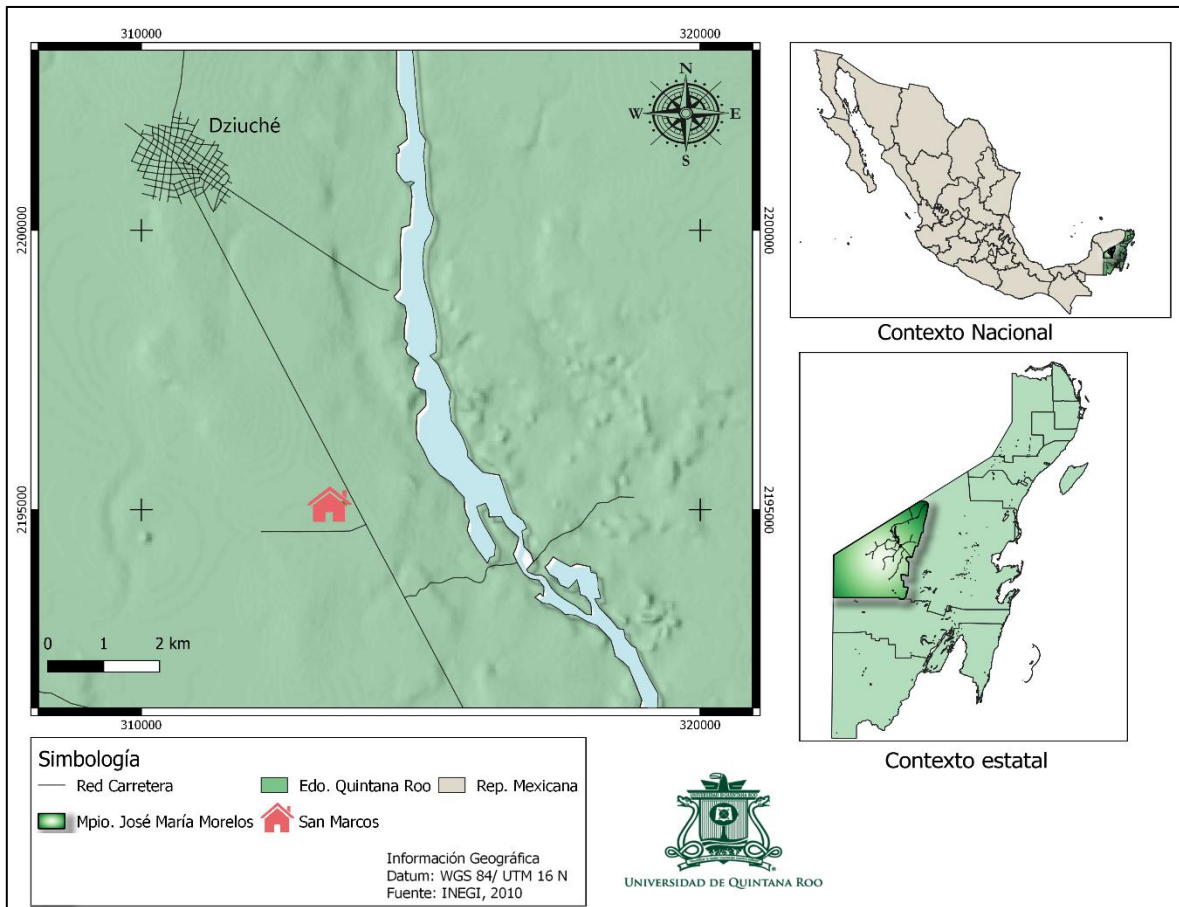 310000
320000
N
W
E
S
Dziuché
2200000
2200000
2195000
2195000
0 1 2 km
310000
320000
Contexto Nacional
Contexto estatal
Simbología
Red Carretera
Edo. Quintana Roo
Rep. Mexicana
Mpio. José María Morelos
San Marcos
Información Geográfica
Datum: WGS 84/ UTM 16 N
Fuente: INEGI, 2010
UNIVERSIDAD DE QUINTANA ROO